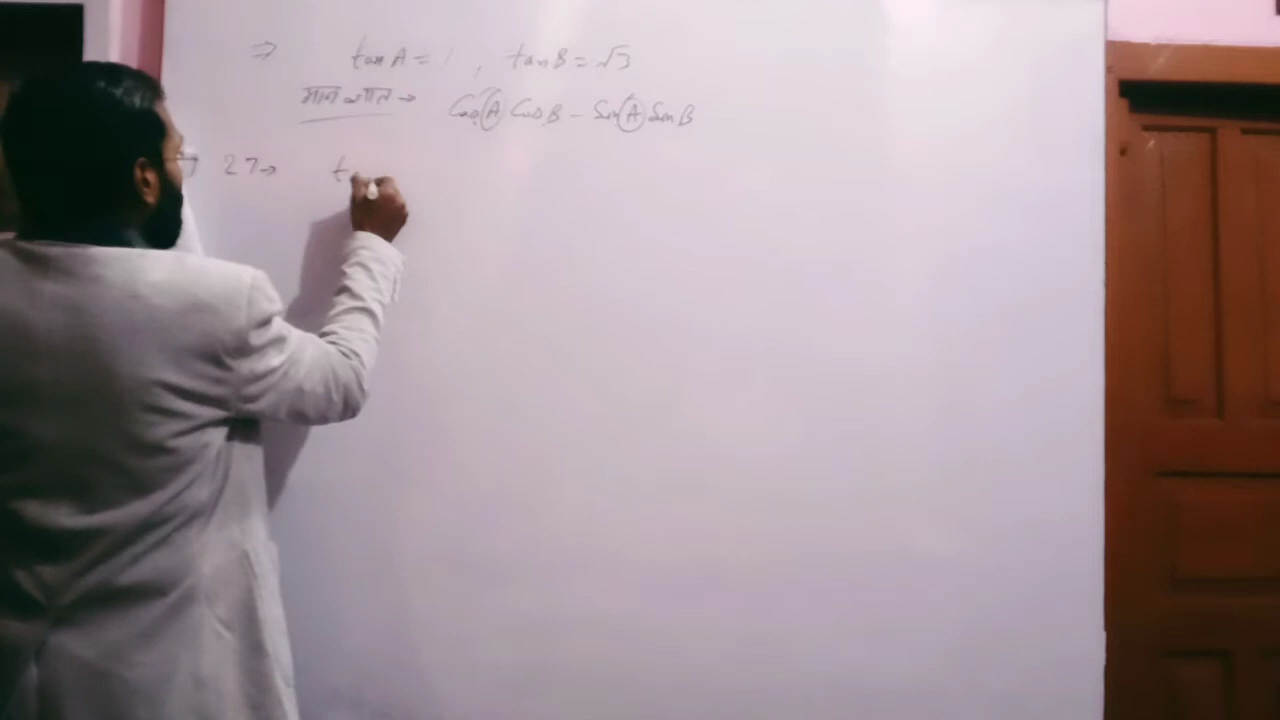 ⇒ tan A = 1 , tan B = √3
मान ज्ञात → Cos A Cos B - Sin A Sin B
27→ t